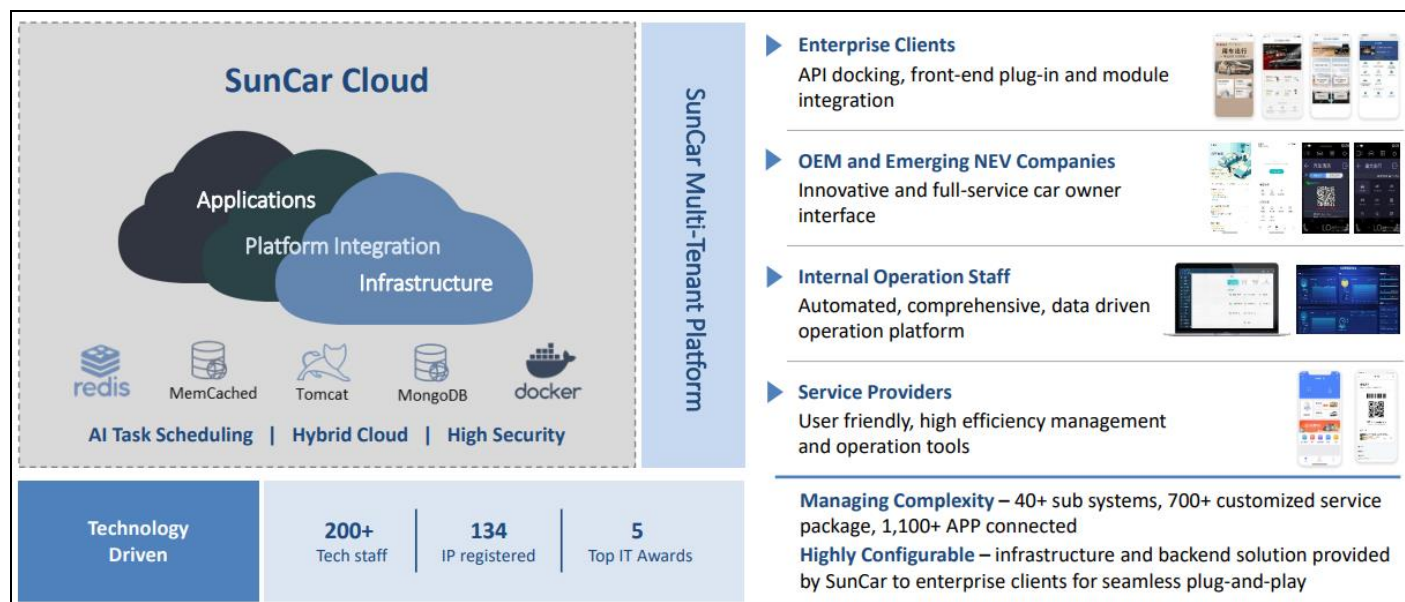 SunCar Cloud
Applications
Platform Integration
Infrastructure
redis
MemCached
Tomcat
MongoDB
docker
AI Task Scheduling | Hybrid Cloud | High Security
SunCar Multi-Tenant Platform
Technology
Driven
200+
Tech staff
134
IP registered
5
Top IT Awards
Enterprise Clients
API docking, front-end plug-in and module
integration
OEM and Emerging NEV Companies
Innovative and full-service car owner
interface
Internal Operation Staff
Automated, comprehensive, data driven
operation platform
Service Providers
User friendly, high efficiency management
and operation tools
Managing Complexity – 40+ sub systems, 700+ customized service
package, 1,100+ APP connected
Highly Configurable – infrastructure and backend solution provided
by SunCar to enterprise clients for seamless plug-and-play